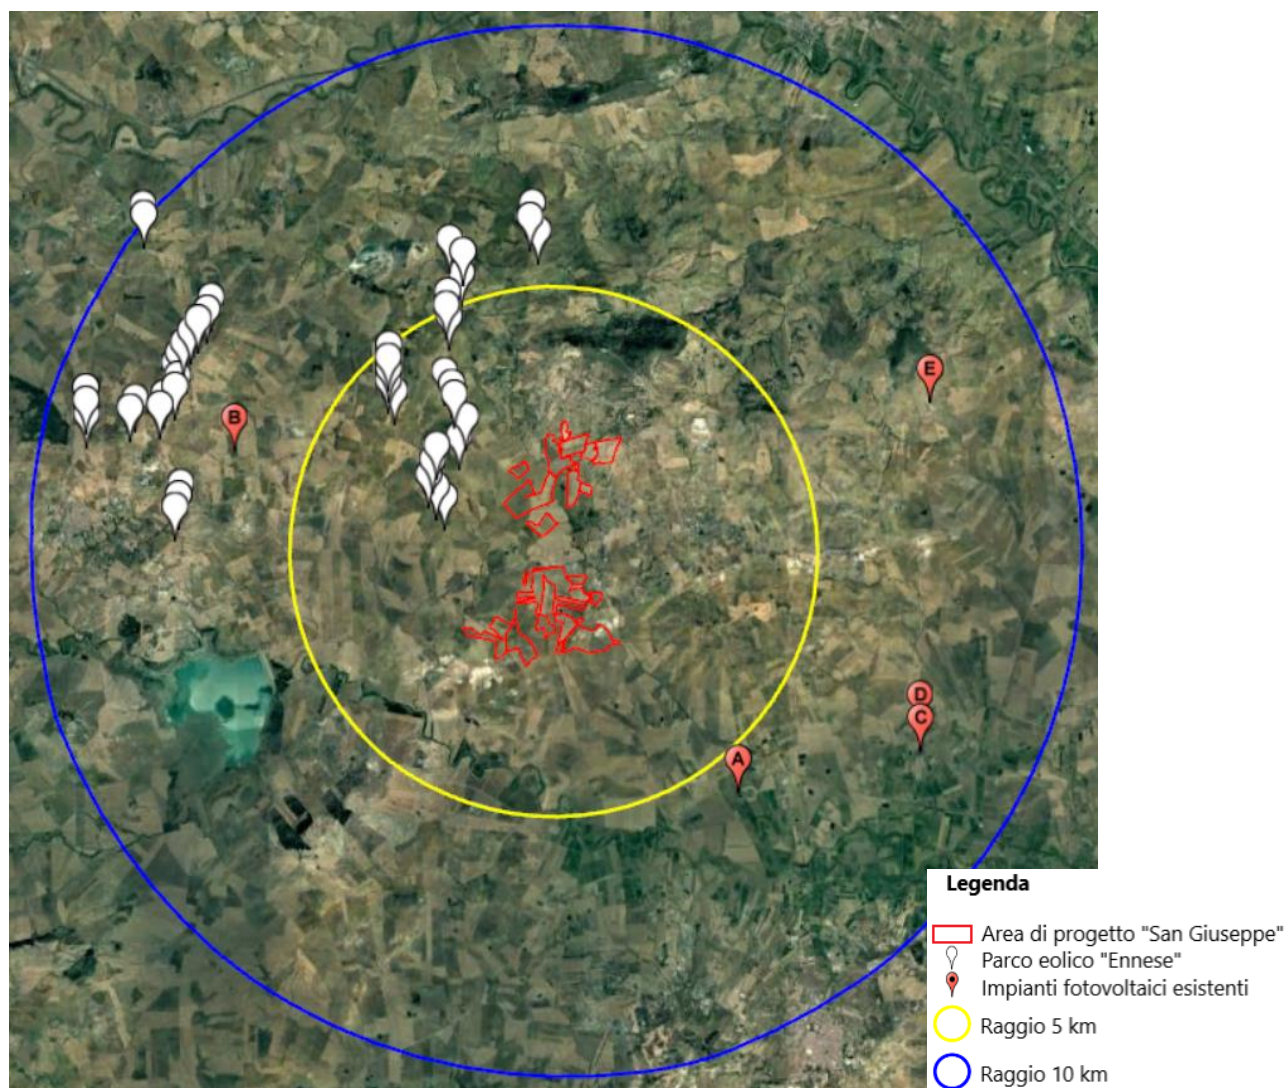 E
B
D
C
A
Legenda
Area di progetto "San Giuseppe"
Parco eolico "Ennese"
Impianti fotovoltaici esistenti
Raggio 5 km
Raggio 10 km